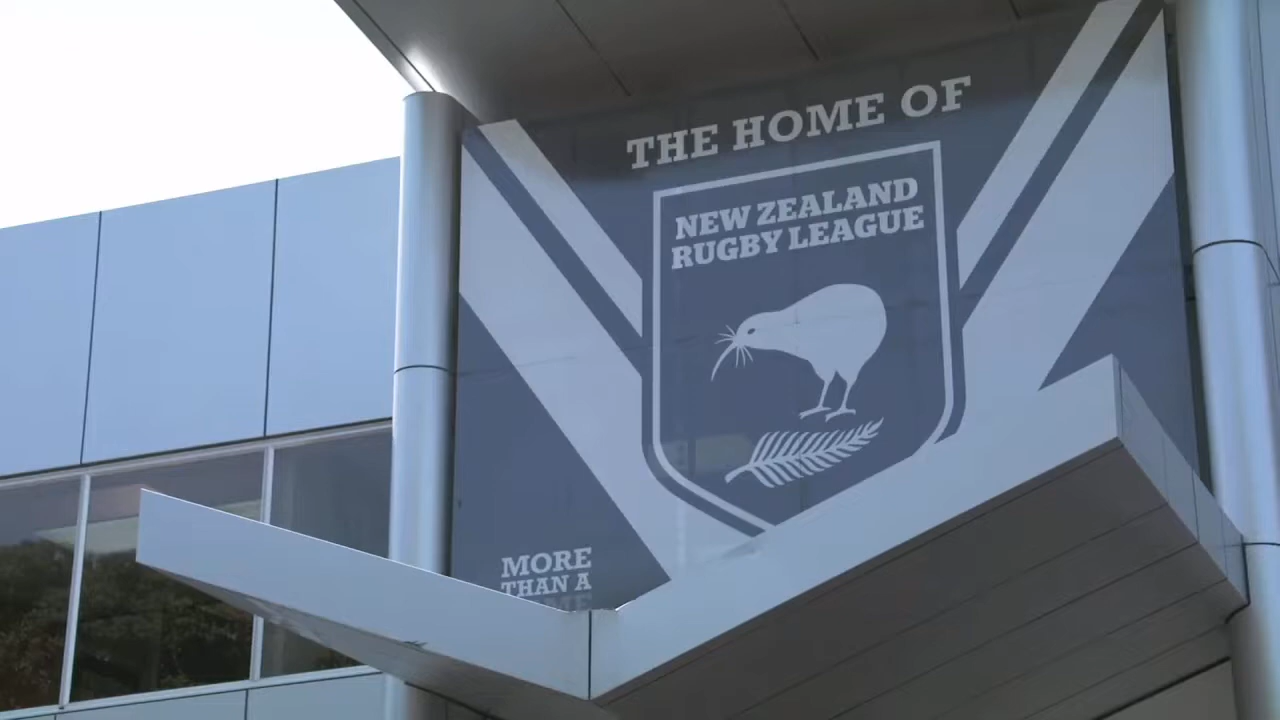 THE HOME OF
NEW ZEALAND
RUGBY LEAGUE
MORE
THAN A